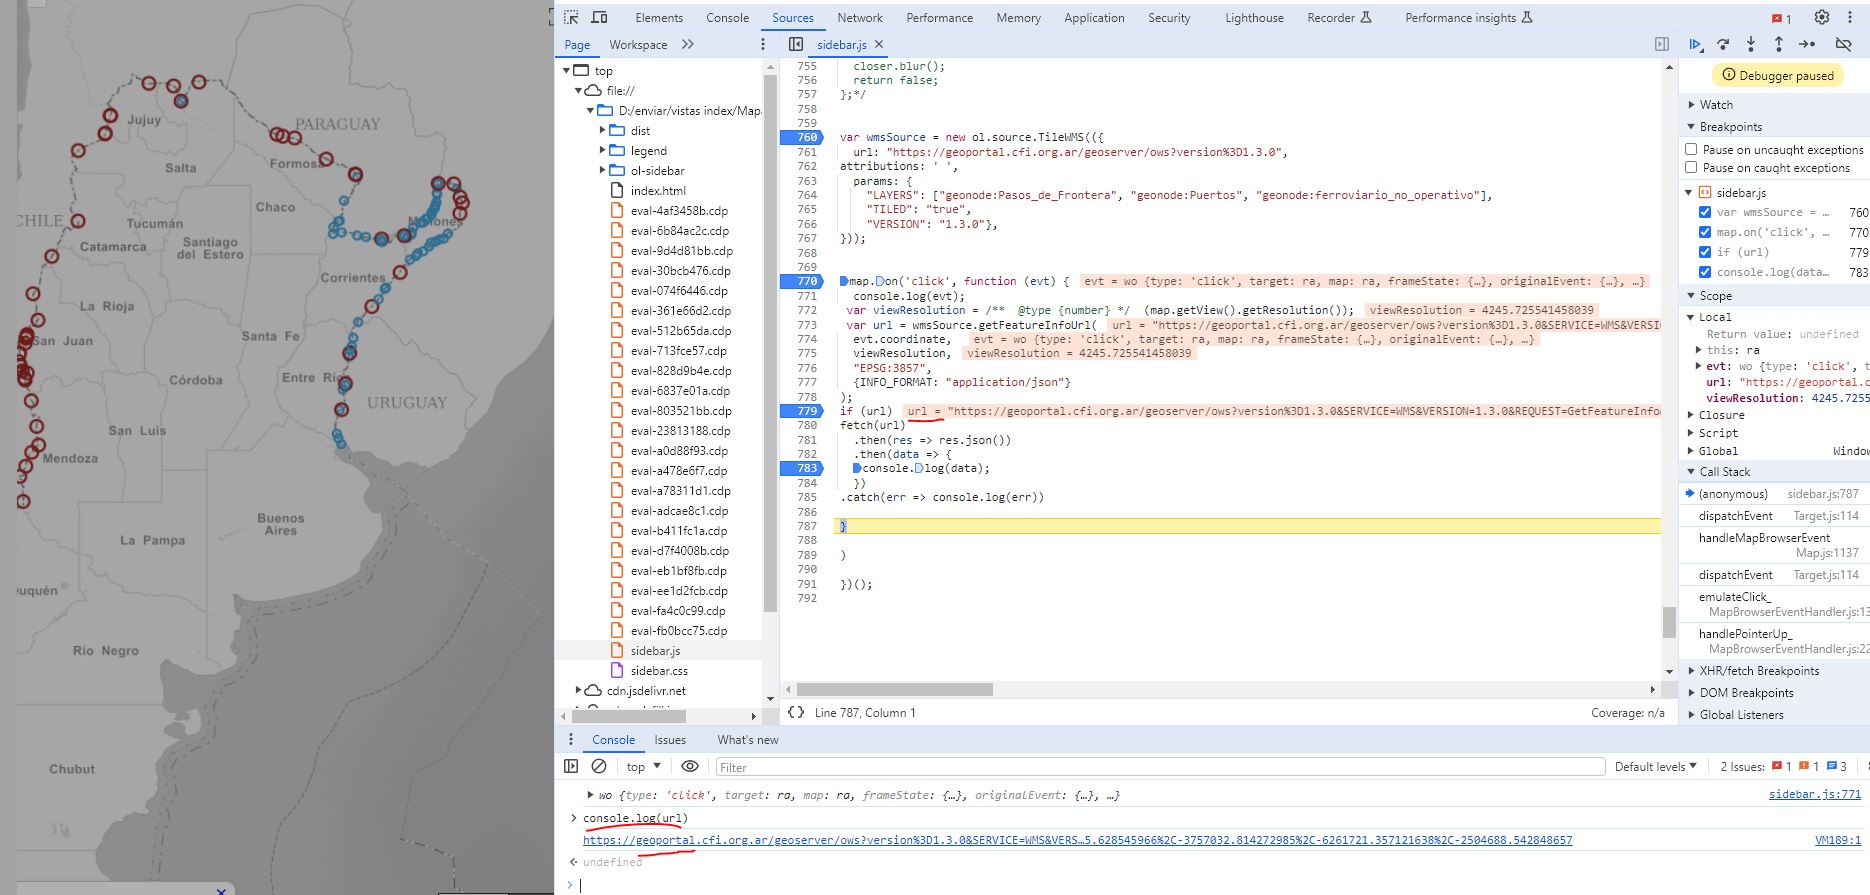 PARAGUAY
Jujuy
Salta
Formosa
CHILE
Chaco
Tucumán
Catamarca
Santiago
del Estero
Corrientes
La Rioja
Santa Fe
San Juan
Córdoba
Entre
URUGUAY
San Luis
Mendoza
Buenos
Aires
La Pampa
uquén
Río Negro
Chubut
Elements Console Sources Network Performance Memory Application Security Lighthouse Recorder Performance insights 1
Page Workspace
top
file://
D:/enviar/vistas index/Mapa
dist
legend
ol-sidebar
index.html
eval-4af3458b.cdp
eval-6b84ac2c.cdp
eval-9d4d81bb.cdp
eval-30bcb476.cdp
eval-074f6446.cdp
eval-361e66d2.cdp
eval-512b65da.cdp
eval-713fce57.cdp
eval-828d9b4e.cdp
eval-6837e01a.cdp
eval-803521bb.cdp
eval-23813188.cdp
eval-a0d88f93.cdp
eval-a478e6f7.cdp
eval-a78311d1.cdp
eval-adcae8c1.cdp
eval-b411fc1a.cdp
eval-d7f4008b.cdp
eval-eb1bf8fb.cdp
eval-ee1d2fcb.cdp
eval-fa4c0c99.cdp
eval-fb0bcc75.cdp
sidebar.js
sidebar.css
cdn.jsdelivr.net
sidebar.js ×
755 closer.blur();
756 return false;
757 };*/
758
759
760 var wmsSource = new ol.source.TileWMS(({
761 url: "https://geoportal.cfi.org.ar/geoserver/ows?version%3D1.3.0",
762 attributions: ' ',
763 params: {
764 "LAYERS": ["geonode:Pasos_de_Frontera", "geonode:Puertos", "geonode:ferroviario_no_operativo"],
765 "TILED": "true",
766 "VERSION": "1.3.0"},
767 }));
768
769
770 map.on('click', function (evt) { evt = wo {type: 'click', target: ra, map: ra, frameState: {…}, originalEvent: {…}, …}
771 console.log(evt);
772 var viewResolution = /** @type {number} */ (map.getView().getResolution()); viewResolution = 4245.725541458039
773 var url = wmsSource.getFeatureInfoUrl( url = "https://geoportal.cfi.org.ar/geoserver/ows?version%3D1.3.0&SERVICE=WMS&VERSI
774 evt.coordinate, evt = wo {type: 'click', target: ra, map: ra, frameState: {…}, originalEvent: {…}, …}
775 viewResolution, viewResolution = 4245.725541458039
776 "EPSG:3857",
777 {INFO_FORMAT: "application/json"}
778 );
779 if (url) url = "https://geoportal.cfi.org.ar/geoserver/ows?version%3D1.3.0&SERVICE=WMS&VERSION=1.3.0&REQUEST=GetFeatureInfo&
780 fetch(url)
781 .then(res => res.json())
782 .then(data => {
783 console.log(data);
784 })
785 .catch(err => console.log(err))
786
787 }
788
789 )
790
791 })();
792
{} Line 787, Column 1 Coverage: n/a
Debugger paused
Watch
Breakpoints
Pause on uncaught exceptions
Pause on caught exceptions
sidebar.js
var wmsSource = … 760
map.on('click', … 770
if (url) 779
console.log(data… 783
Scope
Local
Return value: undefined
this: ra
evt: wo {type: 'click', t
url: "https://geoportal.c
viewResolution: 4245.7255
Closure
Script
Global Window
Call Stack
(anonymous) sidebar.js:787
dispatchEvent Target.js:114
handleMapBrowserEvent
Map.js:1137
dispatchEvent Target.js:114
emulateClick_
MapBrowserEventHandler.js:13
handlePointerUp_
MapBrowserEventHandler.js:22
XHR/fetch Breakpoints
DOM Breakpoints
Global Listeners
Console Issues What's new
top Filter Default levels 2 Issues: 1 1 3
wo {type: 'click', target: ra, map: ra, frameState: {…}, originalEvent: {…}, …} sidebar.js:771
console.log(url)
https://geoportal.cfi.org.ar/geoserver/ows?version%3D1.3.0&SERVICE=WMS&VERS…5.628545966%2C-3757032.814272985%2C-6261721.357121638%2C-2504688.542848657 VM189:1
undefined